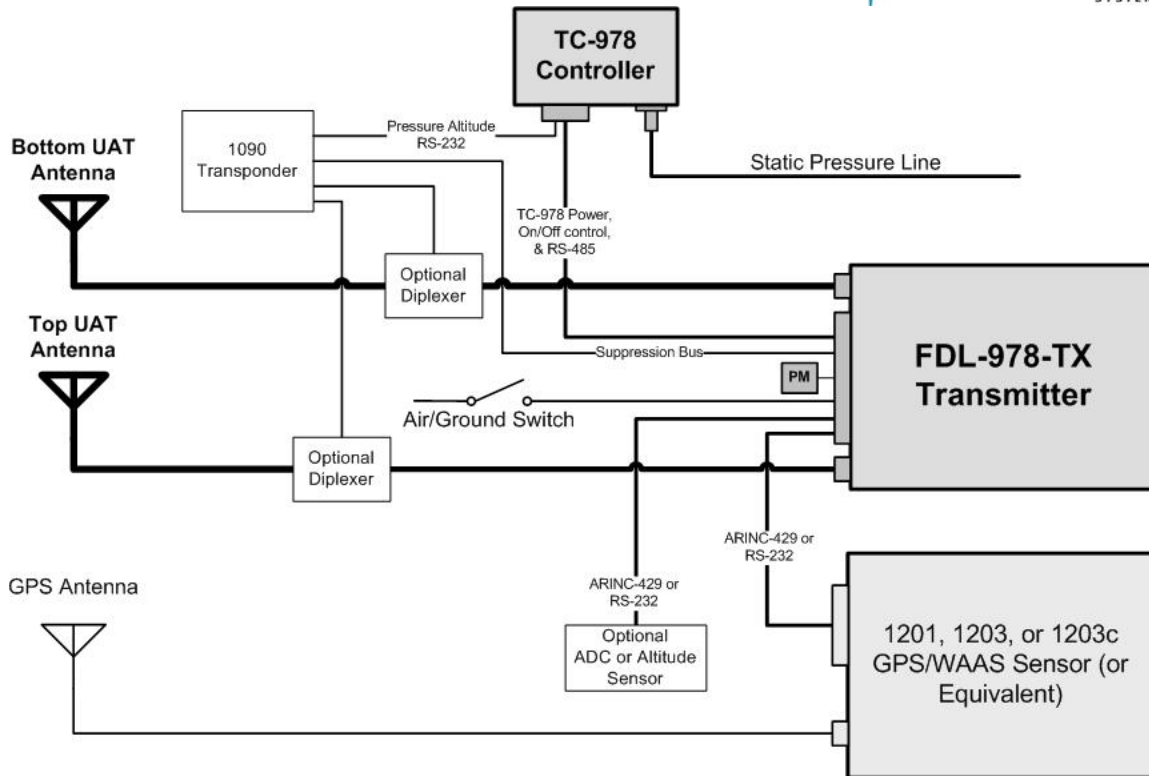 TC-978
Controller
Pressure Altitude
RS-232
1090
Transponder
Bottom UAT
Antenna
Static Pressure Line
TC-978 Power,
On/Off control,
& RS-485
Optional
Diplexer
Top UAT
Antenna
Suppression Bus
PM
FDL-978-TX
Transmitter
Air/Ground Switch
Optional
Diplexer
ARINC-429 or
RS-232
GPS Antenna
ARINC-429 or
RS-232
Optional
ADC or Altitude
Sensor
1201, 1203, or 1203c
GPS/WAAS Sensor (or
Equivalent)